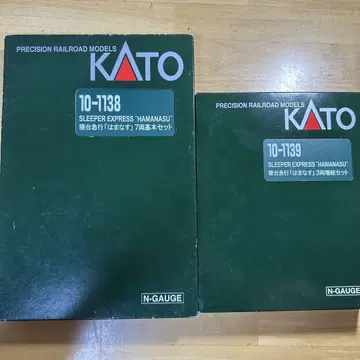 PRECISION RAILROAD MODELS
KATO
10-1138
SLEEPER EXPRESS "HAMANASU"
寝台急行「はまなす」7両基本セット
N-GAUGE
PRECISION RAILROAD MODELS
KATO
10-1139
SLEEPER EXPRESS "HAMANASU"
寝台急行「はまなす」3両増結セット
N-GAUGE